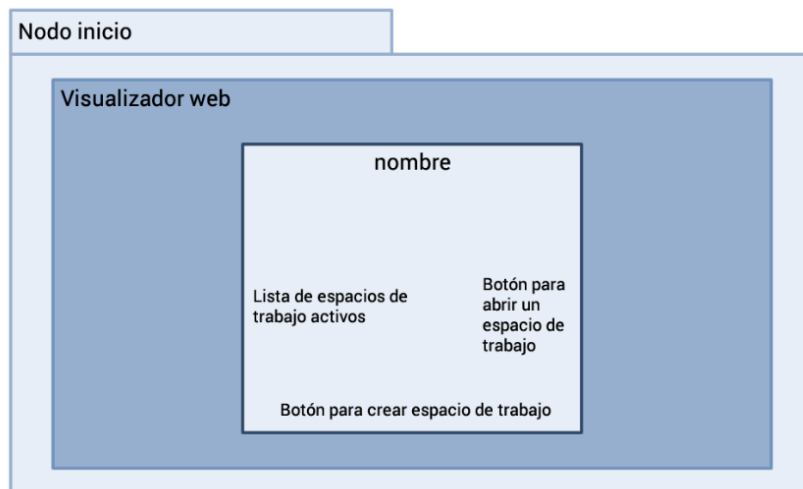 Nodo inicio
Visualizador web
nombre
Lista de espacios de
trabajo activos
Botón para
abrir un
espacio de
trabajo
Botón para crear espacio de trabajo